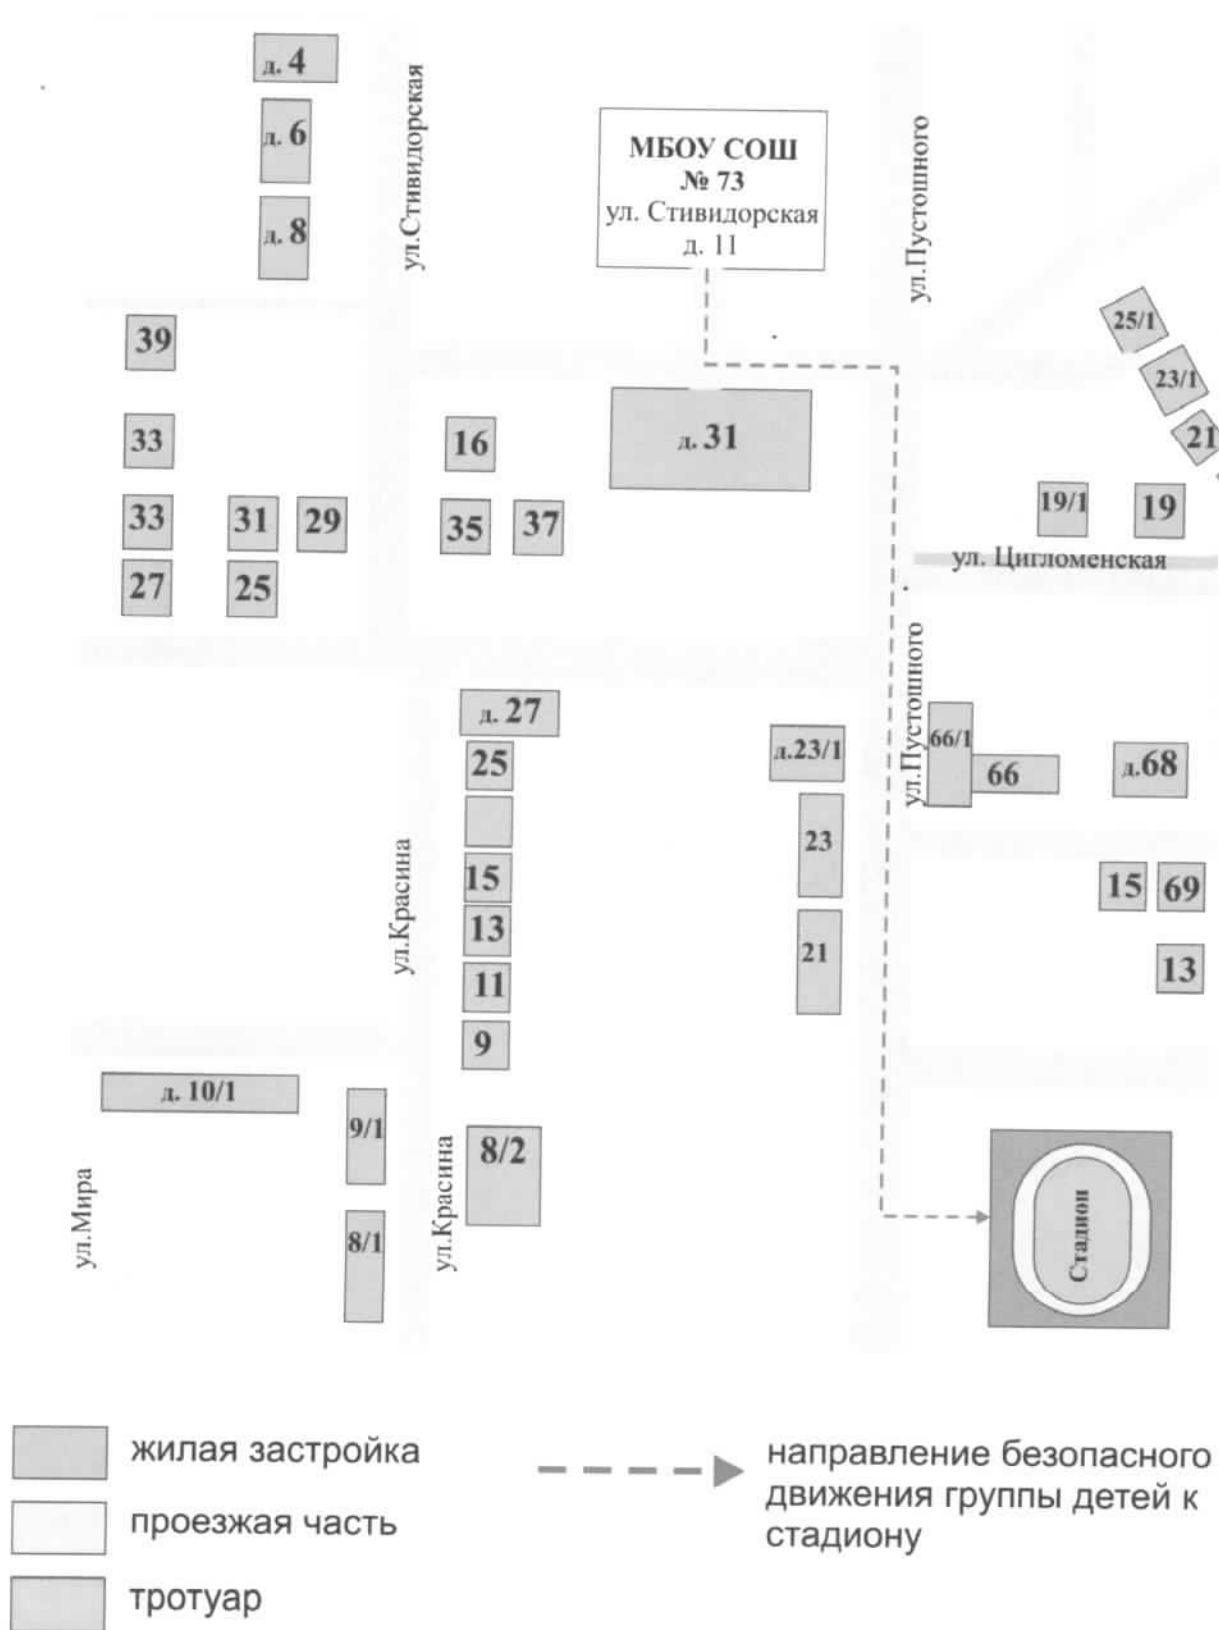 д. 4
д. 6
д. 8
ул.Стивидорская
МБОУ СОШ
№ 73
ул. Стивидорская
д. 11
ул.Пустошного
25/1
23/1
21
39
33
16
д. 31
19/1
19
33
31
29
35
37
ул. Цигломенская
27
25
ул.Пустошного
д. 27
25
д.23/1
66/1
66
д.68
23
15
15
69
13
21
13
ул.Красина
11
9
д. 10/1
9/1
8/2
ул.Красина
ул.Мира
8/1
Стадион
жилая застройка
проезжая часть
тротуар
направление безопасного
движения группы детей к
стадиону